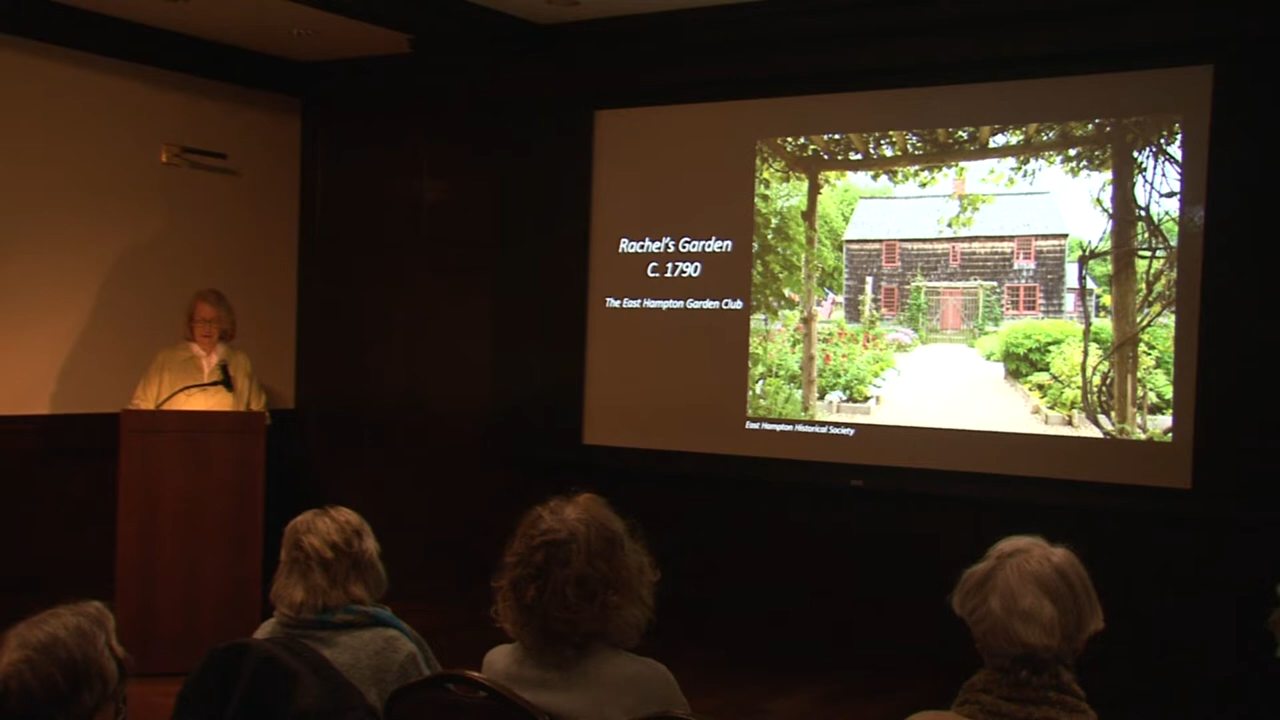 Rachel's Garden
C. 1790
The East Hampton Garden Club
East Hampton Historical Society